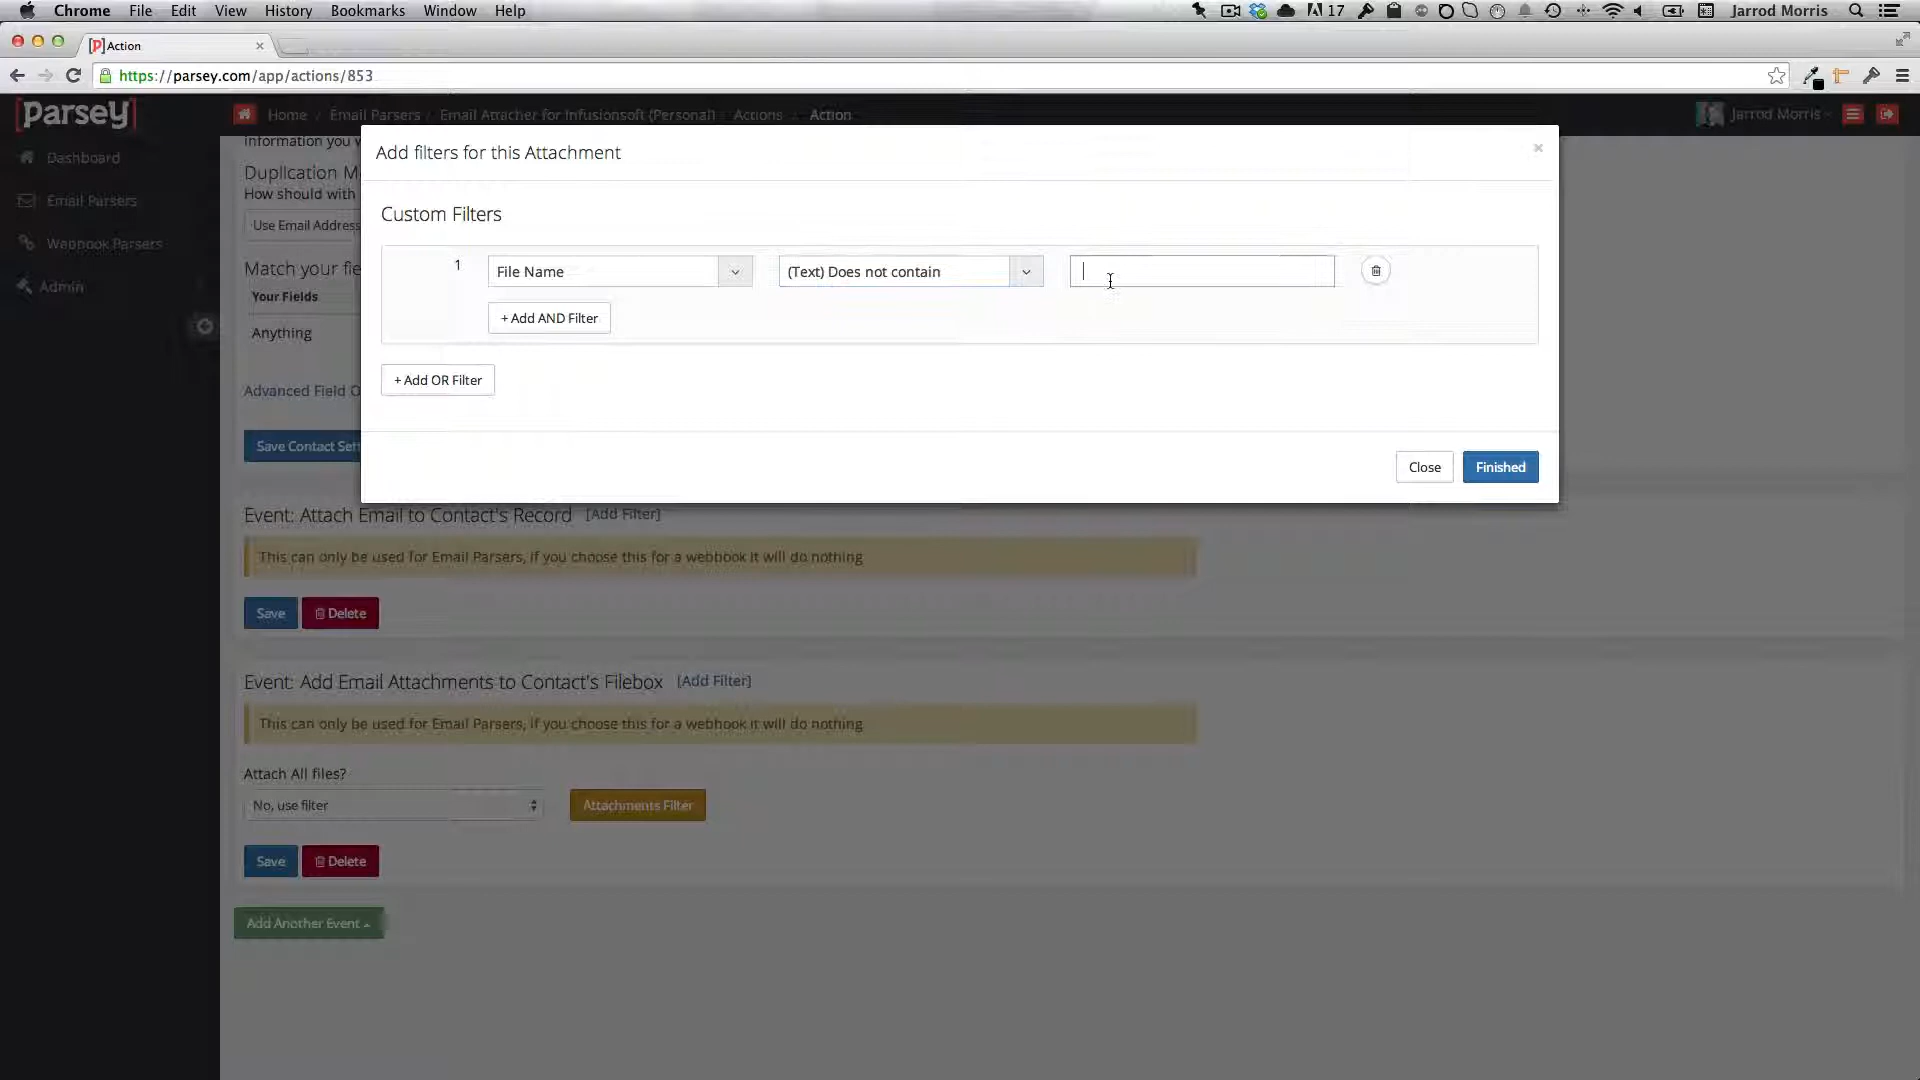 Chrome File Edit View History Bookmarks Window Help 17 Jarrod Morris
[P]Action
https://parsey.com/app/actions/853
[parsey] Home / Email Parsers / Email Attacher for Infusionsoft (Personal) Actions Action Jarrod Morris
Information you
Add filters for this Attachment ×
Dashboard
Duplication M
How should with
Email Parsers
Custom Filters
Use Email Address
Webhook Parsers
1 File Name (Text) Does not contain
Match your fie
Admin
Your Fields
+ Add AND Filter
Anything
+ Add OR Filter
Advanced Field O
Save Contact Sett
Close Finished
Event: Attach Email to Contact's Record [Add Filter]
This can only be used for Email Parsers, if you choose this for a webhook it will do nothing
Save Delete
Event: Add Email Attachments to Contact's Filebox [Add Filter]
This can only be used for Email Parsers, if you choose this for a webhook it will do nothing
Attach All files?
No, use filter Attachments Filter
Save Delete
Add Another Event